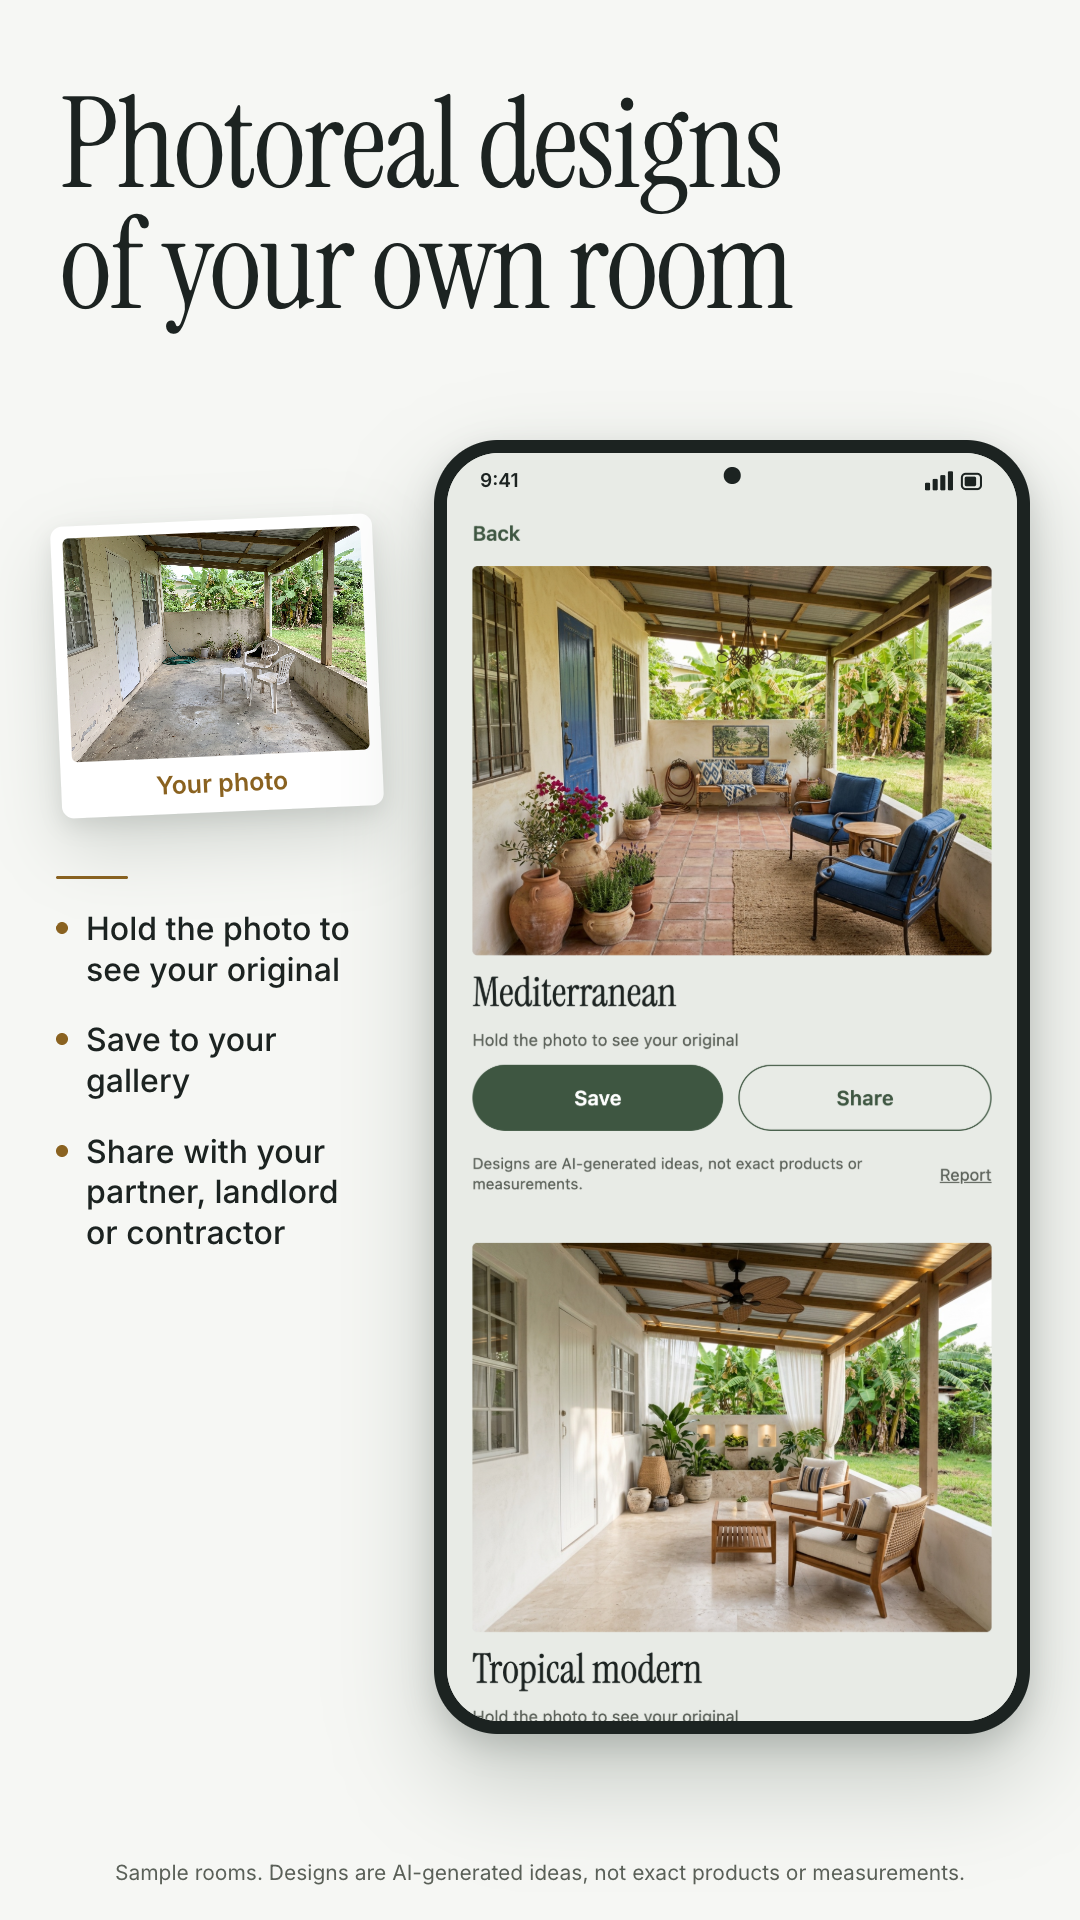 Photoreal designs
of your own room
Your photo
Hold the photo to
see your original
Save to your
gallery
Share with your
partner, landlord
or contractor
9:41
Back
Mediterranean
Hold the photo to see your original
Save
Share
Designs are AI-generated ideas, not exact products or
measurements.
Report
Tropical modern
Hold the photo to see your original
Sample rooms. Designs are AI-generated ideas, not exact products or measurements.